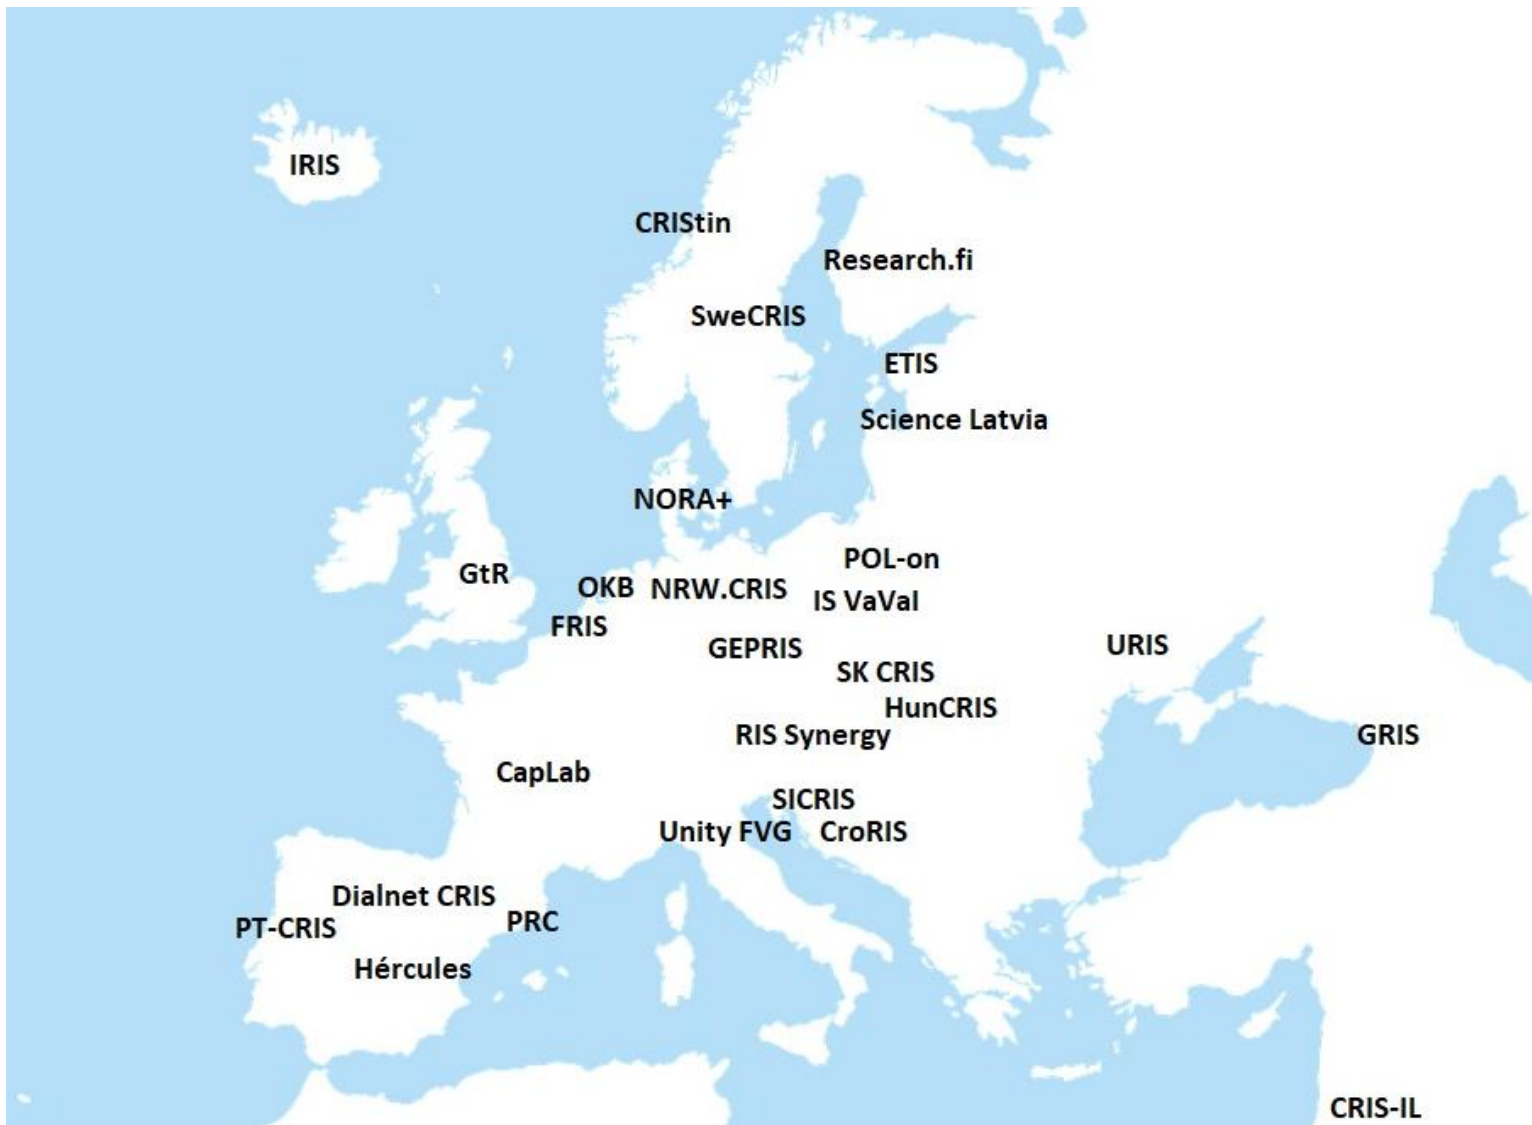 IRIS
CRIStin
Research.fi
SweCRIS
ETIS
Science Latvia
NORA+
POL-on
GtR
OKB
NRW.CRIS
IS VaVaI
FRIS
GEPRIS
URIS
SK CRIS
HunCRIS
RIS Synergy
GRIS
CapLab
SICRIS
Unity FVG
CroRIS
Dialnet CRIS
PRC
PT-CRIS
Hércules
CRIS-IL